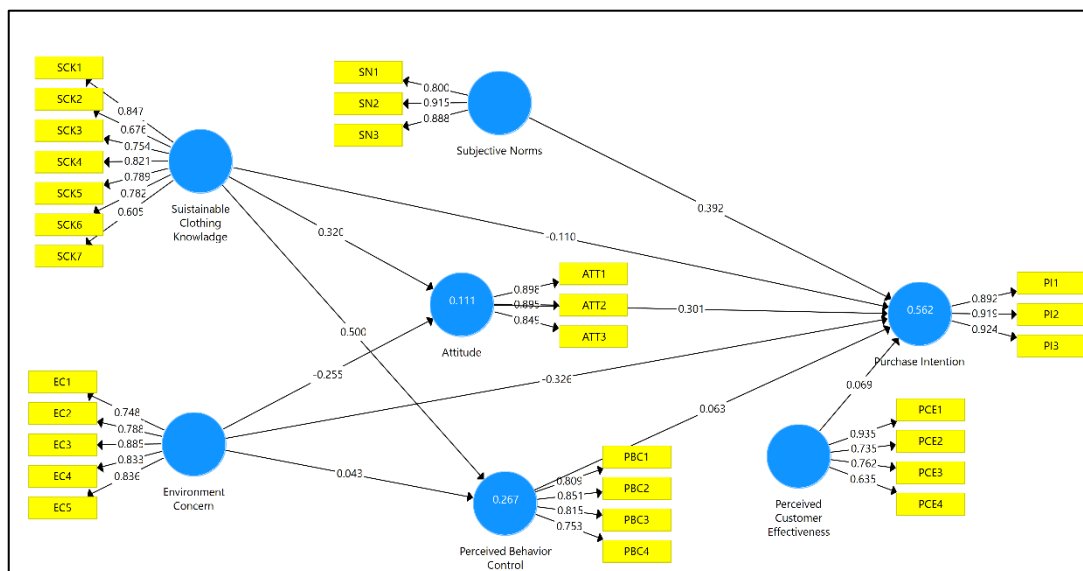 SCK1
SCK2
SCK3
SCK4
SCK5
SCK6
SCK7
0.847
0.676
0.754
0.821
0.789
0.782
0.605
Suistainable
Clothing
Knowladge
SN1
SN2
SN3
0.800
0.915
0.888
Subjective Norms
0.392
-0.110
0.320
0.500
0.111
Attitude
0.898
0.895
0.849
ATT1
ATT2
ATT3
0.301
0.562
Purchase Intention
0.892
0.919
0.924
PI1
PI2
PI3
-0.255
-0.326
0.063
0.069
0.043
EC1
EC2
EC3
EC4
EC5
0.748
0.788
0.885
0.833
0.836
Environment
Concern
0.267
Perceived Behavior
Control
0.809
0.851
0.815
0.753
PBC1
PBC2
PBC3
PBC4
Perceived
Customer
Effectiveness
0.935
0.735
0.762
0.635
PCE1
PCE2
PCE3
PCE4